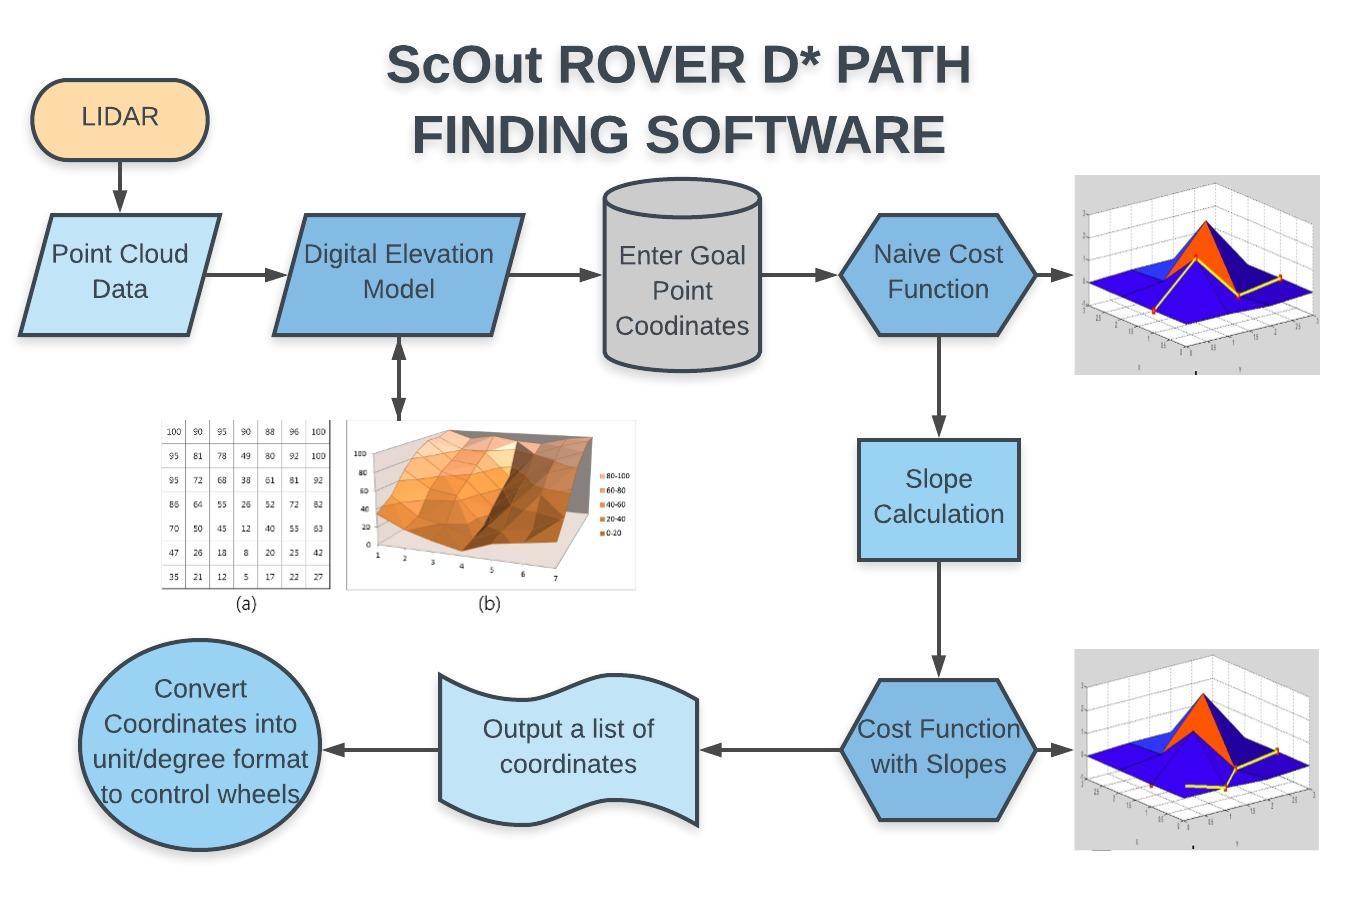 ScOut ROVER D* PATH
FINDING SOFTWARE
LIDAR
Point Cloud
Data
Digital Elevation
Model
Enter Goal
Point
Coodinates
Naive Cost
Function
Slope
Calculation
100 90 95 90 88 96 100
95 81 78 49 80 92 100
95 72 68 38 61 81 92
86 64 55 26 52 72 82
70 50 45 12 40 55 63
47 26 18 8 20 25 42
35 21 12 5 17 22 27
(a)
100
80
60
40
20
0
1 2 3 4 5 6 7
80-100
60-80
40-60
20-40
0-20
(b)
Convert
Coordinates into
unit/degree format
to control wheels
Output a list of
coordinates
Cost Function
with Slopes